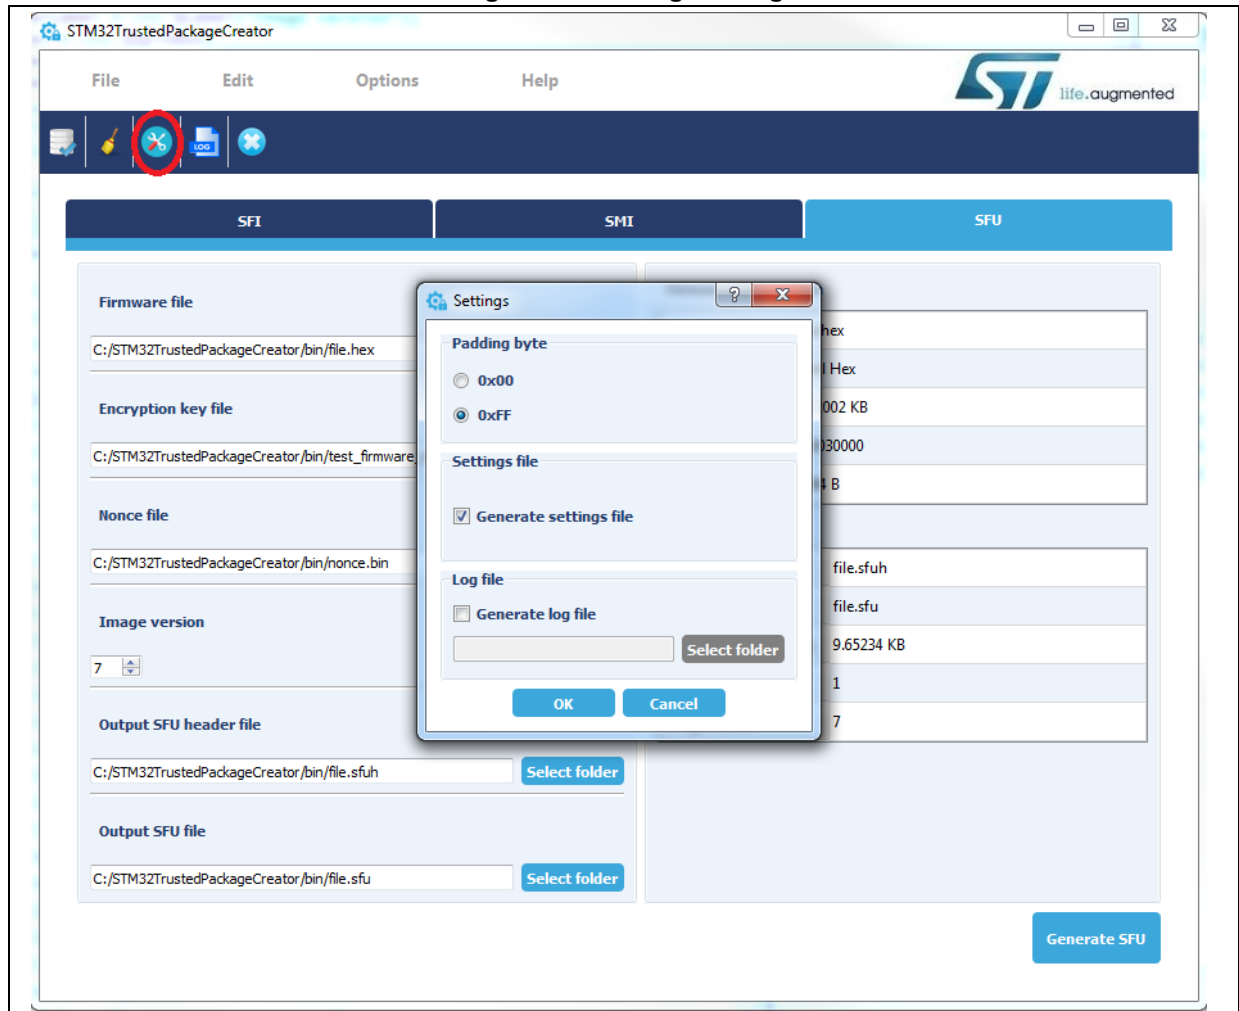 STM32TrustedPackageCreator
File Edit Options Help
life.augmented
LOG
SFI SMI SFU
Firmware file
C:/STM32TrustedPackageCreator/bin/file.hex
Encryption key file
C:/STM32TrustedPackageCreator/bin/test_firmware_
Nonce file
C:/STM32TrustedPackageCreator/bin/nonce.bin
Image version
7
Output SFU header file
C:/STM32TrustedPackageCreator/bin/file.sfuh
Select folder
Output SFU file
C:/STM32TrustedPackageCreator/bin/file.sfu
Select folder
Settings
Padding byte
0x00
0xFF
Settings file
Generate settings file
Log file
Generate log file
Select folder
OK Cancel
hex
l Hex
002 KB
030000
4 B
file.sfuh
file.sfu
9.65234 KB
1
7
Generate SFU